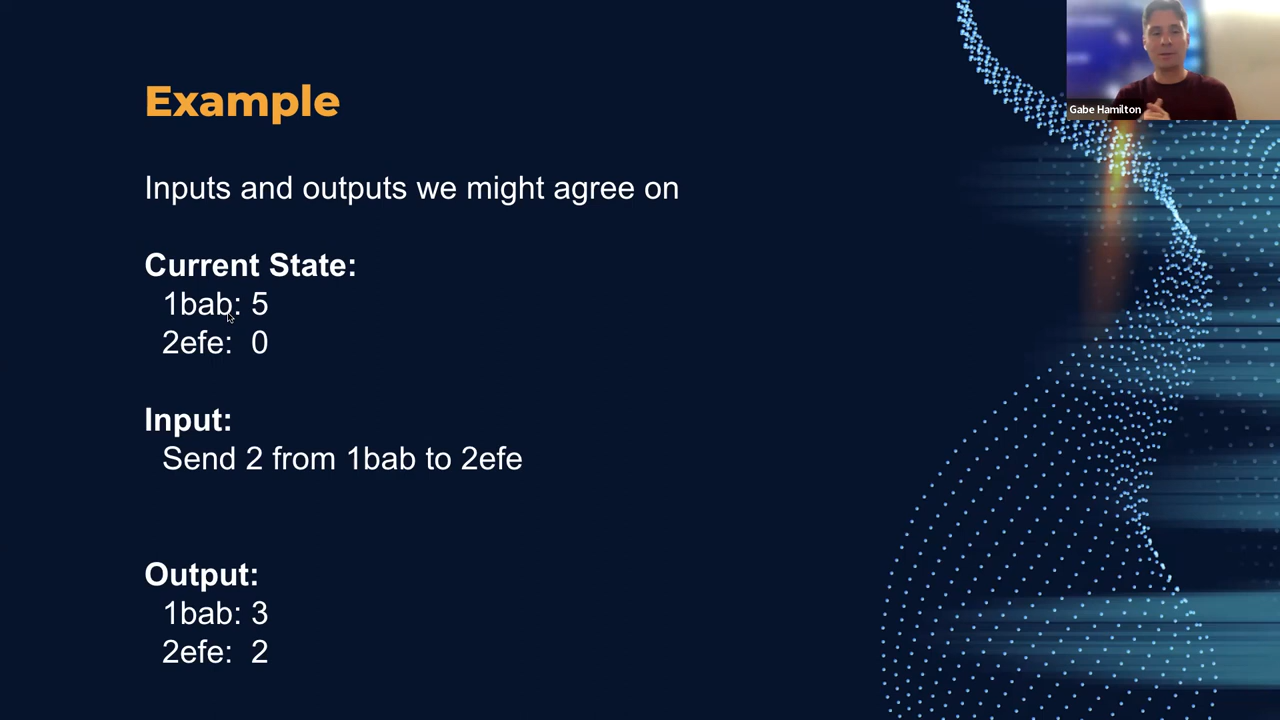 Example
Gabe Hamilton
Inputs and outputs we might agree on
Current State:
1bab: 5
2efe: 0
Input:
Send 2 from 1bab to 2efe
Output:
1bab: 3
2efe: 2